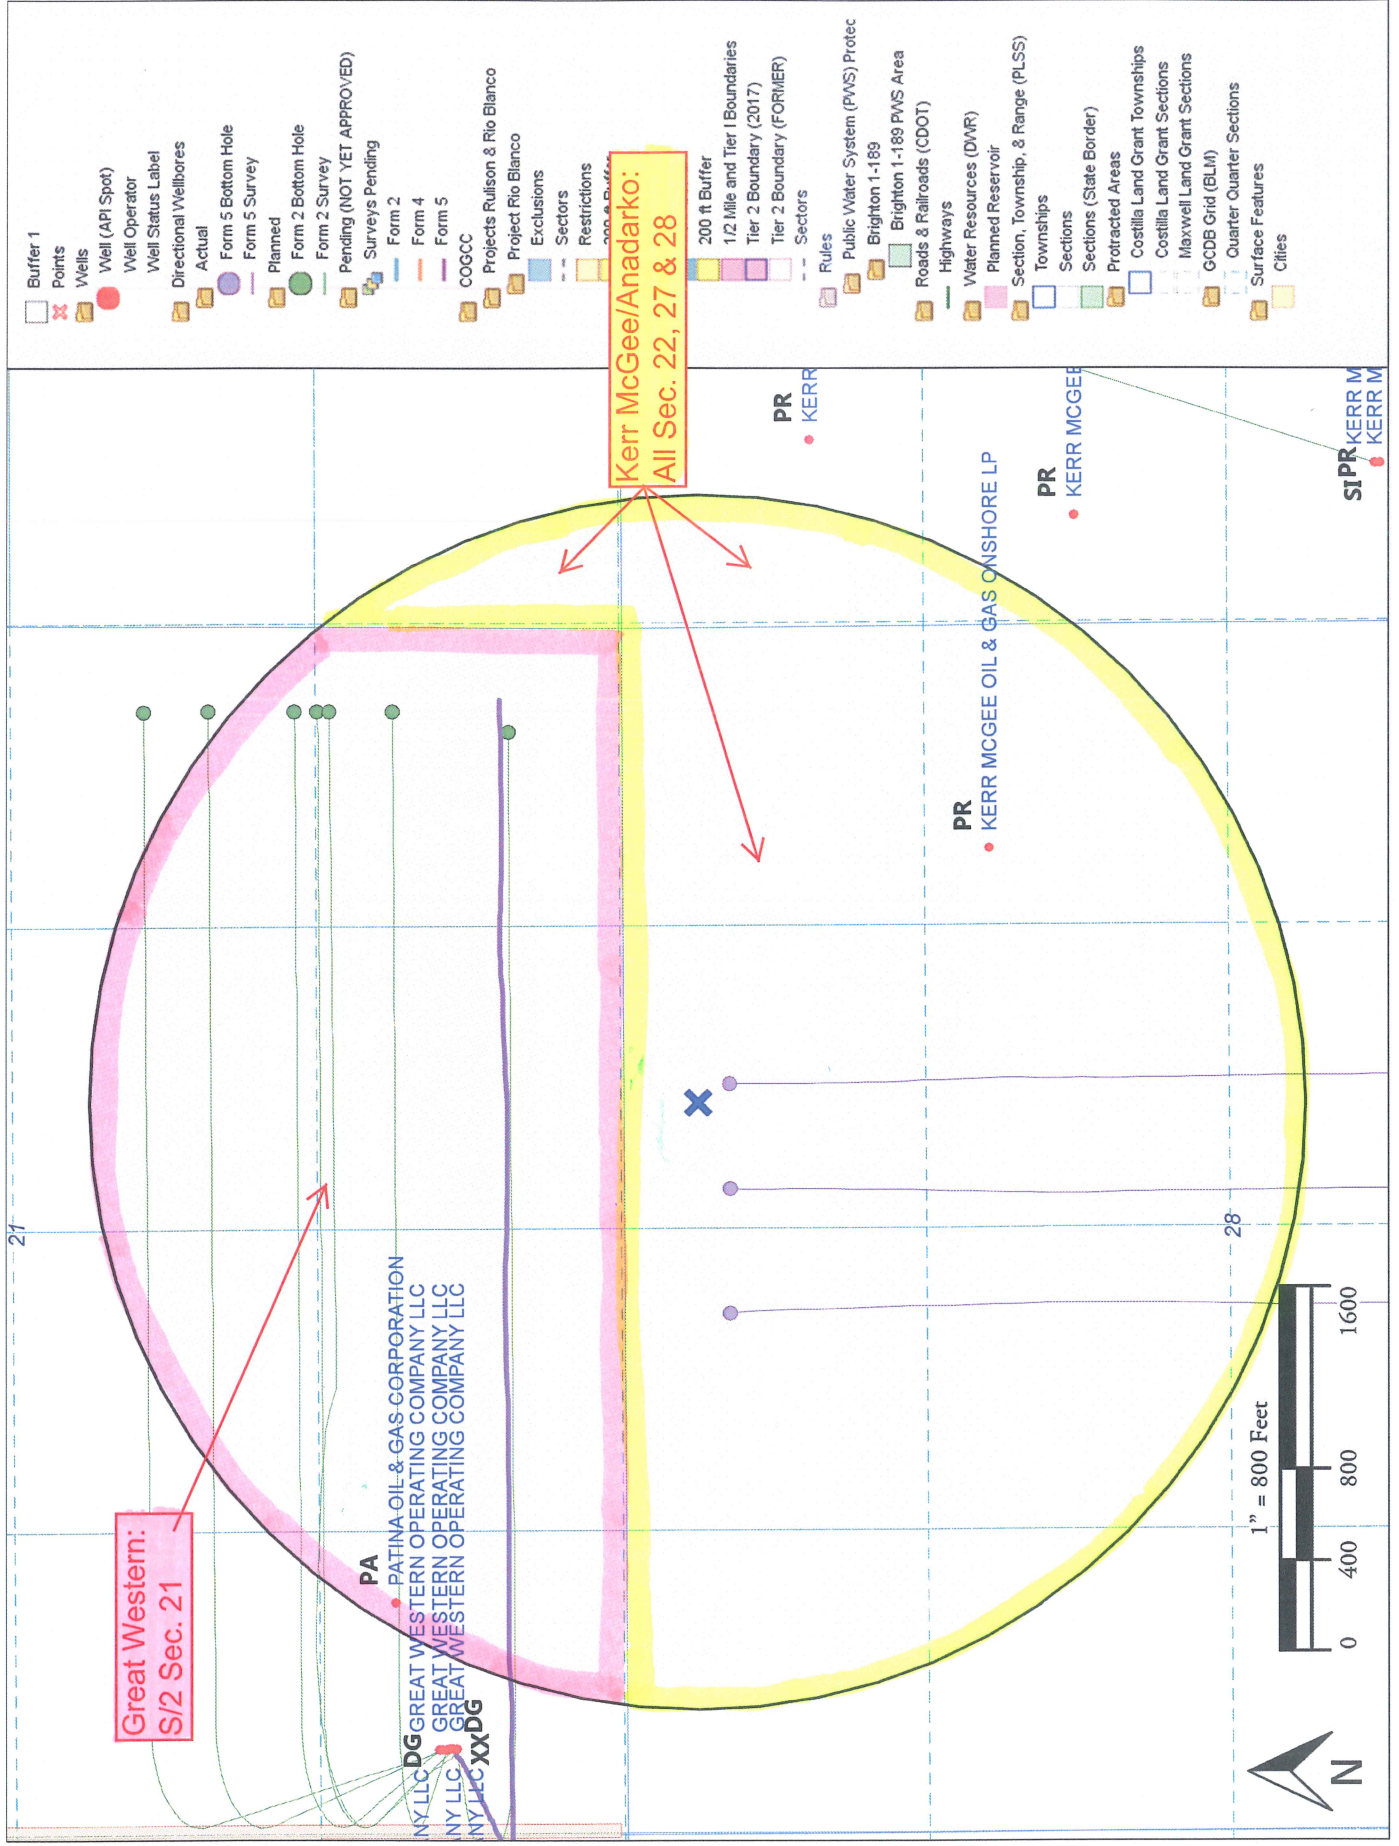 Buffer 1
Points
Wells
Well (API Spot)
Well Operator
Well Status Label
Directional Wellbores
Actual
Form 5 Bottom Hole
Form 5 Survey
Planned
Form 2 Bottom Hole
Form 2 Survey
Pending (NOT YET APPROVED)
Surveys Pending
Form 2
Form 4
Form 5
COGCC
Projects Rulison & Rio Blanco
Project Rio Blanco
Exclusions
Sectors
Restrictions
200 ft Buffer
1/2 Mile and Tier I Boundaries
Tier 2 Boundary (2017)
Tier 2 Boundary (FORMER)
Sectors
Rules
Public Water System (PWS) Protec
Brighton 1-189
Brighton 1-189 PWS Area
Roads & Railroads (CDOT)
Highways
Water Resources (DWR)
Planned Reservoir
Section, Township, & Range (PLSS)
Townships
Sections
Sections (State Border)
Protracted Areas
Costilla Land Grant Townships
Costilla Land Grant Sections
Maxwell Land Grant Sections
GCDB Grid (BLM)
Quarter Quarter Sections
Surface Features
Cities
Kerr McGee/Anadarko:
All Sec. 22, 27 & 28
Great Western:
S/2 Sec. 21
21
PA
PATINA OIL & GAS CORPORATION
DG GREAT WESTERN OPERATING COMPANY LLC
GREAT WESTERN OPERATING COMPANY LLC
GREAT WESTERN OPERATING COMPANY LLC
XX DG
NY LLC
NY LLC
NY LLC
PR
KERR
PR
KERR MCGEE OIL & GAS ONSHORE LP
PR
KERR MCGEE
SI PR KERR M
KERR M
28
1" = 800 Feet
0 400 800 1600
N